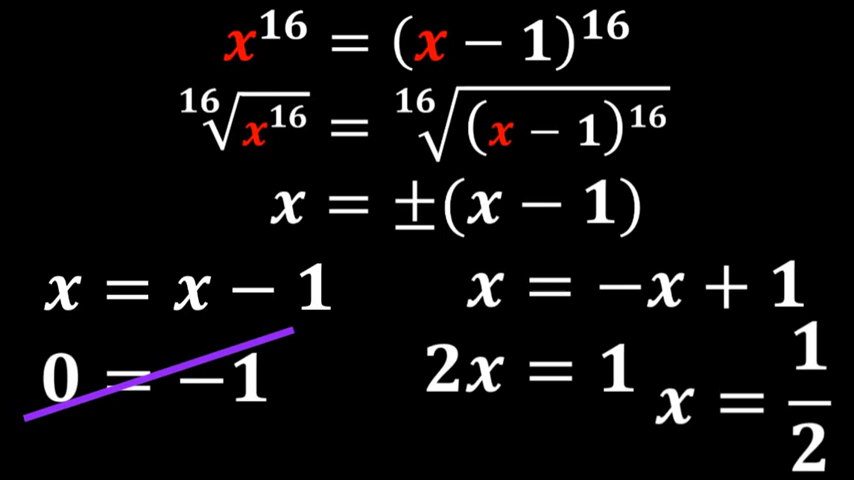 x¹⁶ = (x − 1)¹⁶
¹⁶√x¹⁶ = ¹⁶√(x − 1)¹⁶
x = ±(x − 1)
x = x − 1
0 = −1
x = −x + 1
2x = 1
x = 1/2